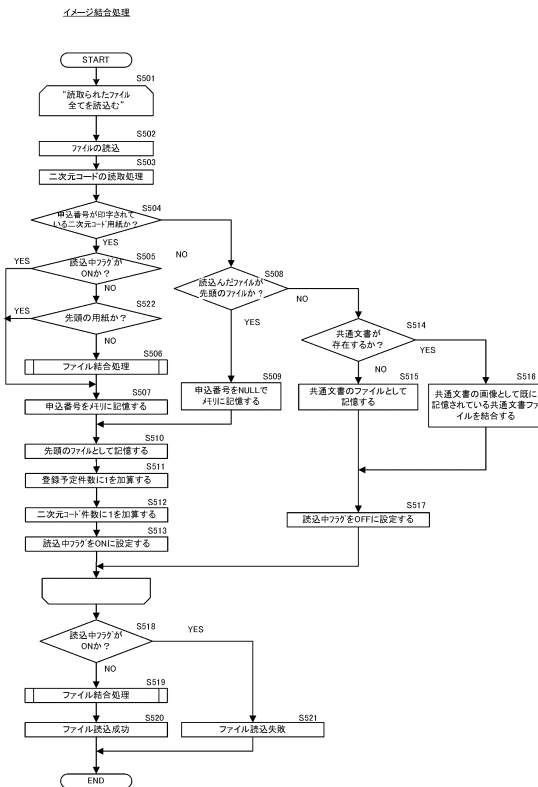 イメージ結合処理
START
S501
“読取られたファイル
全てを読込む”
S502
ファイルの読込
S503
二次元コードの読取処理
S504
申込番号が印字されて
いる二次元コード用紙か？
YES
NO
S505
読込中フラグが
ONか？
YES
NO
S522
先頭の用紙か？
YES
NO
S506
ファイル結合処理
S507
申込番号をメモリに記憶する
S508
読込んだファイルが
先頭のファイルか？
NO
YES
S509
申込番号をNULLで
メモリに記憶する
S510
先頭のファイルとして記憶する
S511
登録予定件数に1を加算する
S512
二次元コード件数に1を加算する
S513
読込中フラグをONに設定する
S514
共通文書が
存在するか？
YES
NO
S515
共通文書のファイルとして
記憶する
S516
共通文書の画像として既に
記憶されている共通文書ファ
イルを結合する
S517
読込中フラグをOFFに設定する
S518
読込中フラグが
ONか？
YES
NO
S519
ファイル結合処理
S520
ファイル読込成功
S521
ファイル読込失敗
END